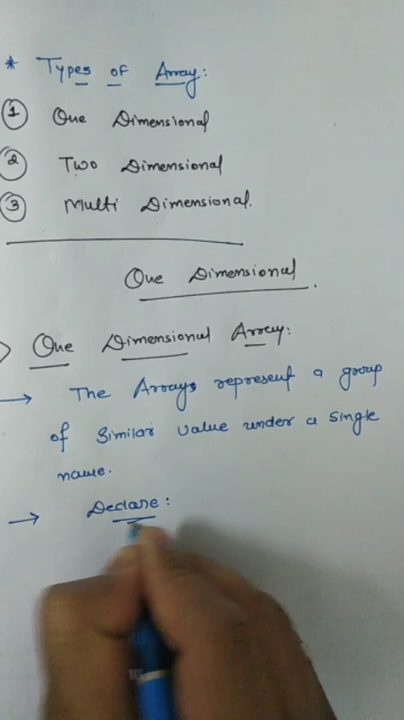 * Types of Array:
① One Dimensional
② Two Dimensional
③ Multi Dimensional.
One Dimensional.
One Dimensional Array:
→ The Arrays represent a group
of Similar value under a single
name.
→ Declare: